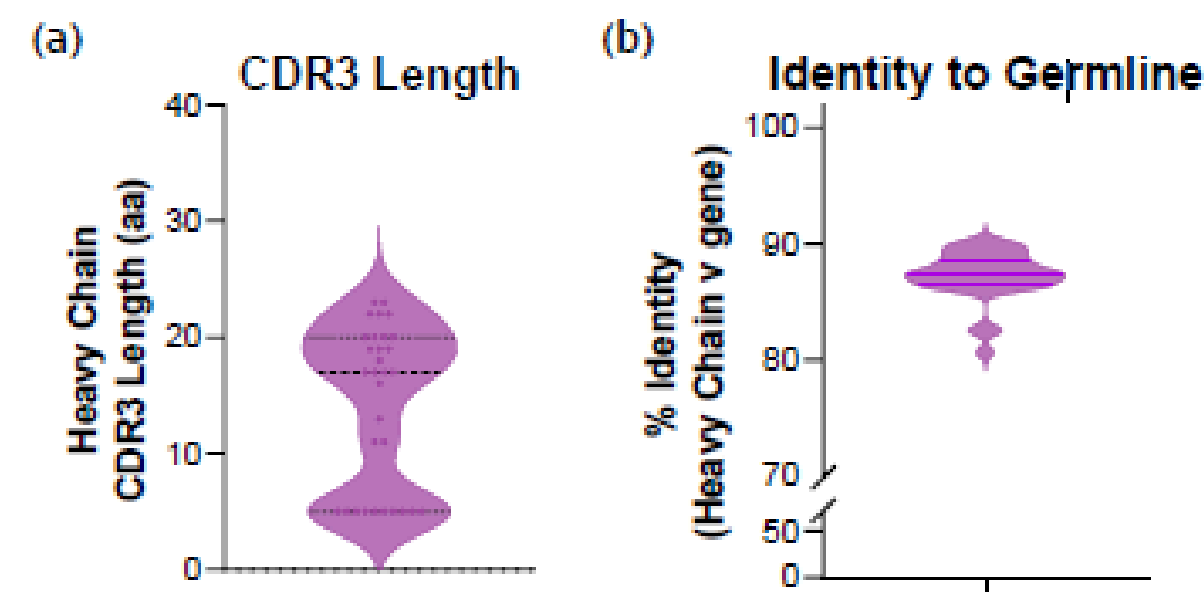 (a)
CDR3 Length
Heavy Chain
CDR3 Length (aa)
40
30
20
10
0
(b)
Identity to Germline
% Identity
(Heavy Chain v gene)
100
90
80
70
50
0